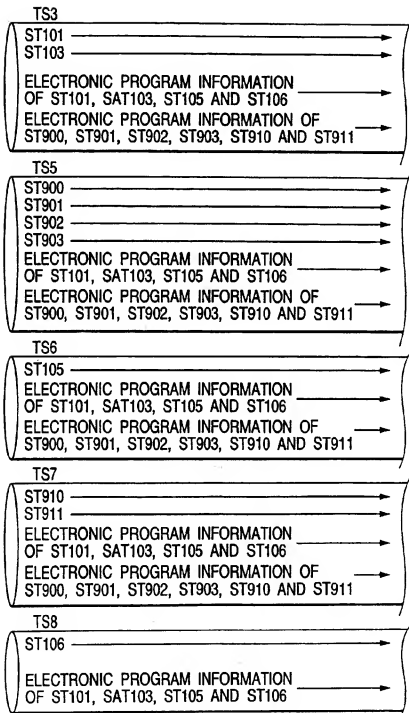 TS3
ST101
ST103
ELECTRONIC PROGRAM INFORMATION
OF ST101, SAT103, ST105 AND ST106
ELECTRONIC PROGRAM INFORMATION OF
ST900, ST901, ST902, ST903, ST910 AND ST911
TS5
ST900
ST901
ST902
ST903
ELECTRONIC PROGRAM INFORMATION
OF ST101, SAT103, ST105 AND ST106
ELECTRONIC PROGRAM INFORMATION OF
ST900, ST901, ST902, ST903, ST910 AND ST911
TS6
ST105
ELECTRONIC PROGRAM INFORMATION
OF ST101, SAT103, ST105 AND ST106
ELECTRONIC PROGRAM INFORMATION OF
ST900, ST901, ST902, ST903, ST910 AND ST911
TS7
ST910
ST911
ELECTRONIC PROGRAM INFORMATION
OF ST101, SAT103, ST105 AND ST106
ELECTRONIC PROGRAM INFORMATION OF
ST900, ST901, ST902, ST903, ST910 AND ST911
TS8
ST106
ELECTRONIC PROGRAM INFORMATION
OF ST101, SAT103, ST105 AND ST106